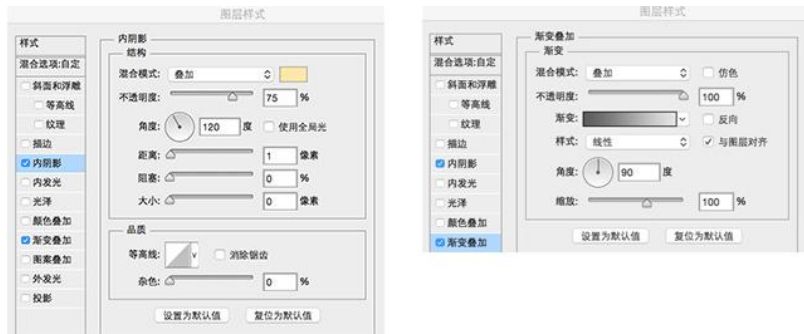 图层样式
样式
混合选项:自定
斜面和浮雕
等高线
纹理
描边
内阴影
内发光
光泽
颜色叠加
渐变叠加
图案叠加
外发光
投影
内阴影
结构
混合模式: 叠加
不透明度: 75 %
角度: 120 度 使用全局光
距离: 1 像素
阻塞: 0 %
大小: 0 像素
品质
等高线: 消除锯齿
杂色: 0 %
设置为默认值 复位为默认值
图层样式
样式
混合选项:自定
斜面和浮雕
等高线
纹理
描边
内阴影
内发光
光泽
颜色叠加
渐变叠加
渐变叠加
渐变
混合模式: 叠加 仿色
不透明度: 100 %
渐变: 反向
样式: 线性 与图层对齐
角度: 90 度
缩放: 100 %
设置为默认值 复位为默认值